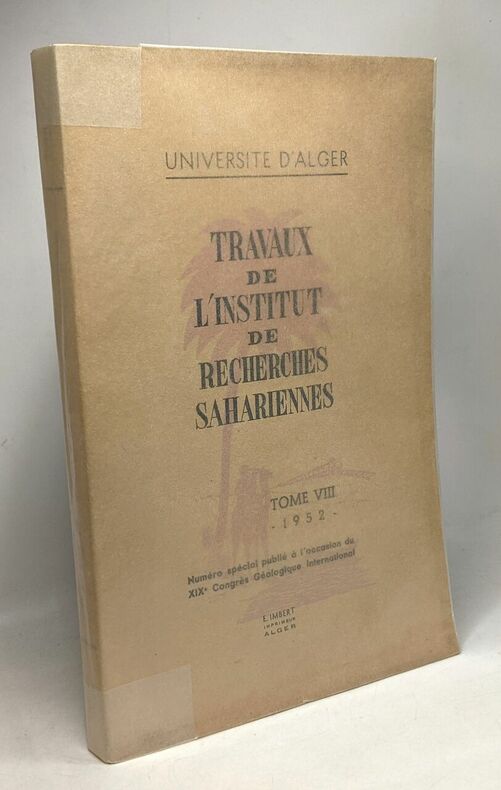 UNIVERSITE D'ALGER
TRAVAUX
DE
L'INSTITUT
DE
RECHERCHES
SAHARIENNES
TOME VIII
- 1952 -
Numéro spécial publié à l'occasion du
XIXe Congrès Géologique International
E. IMBERT
IMPRIMEUR
ALGER